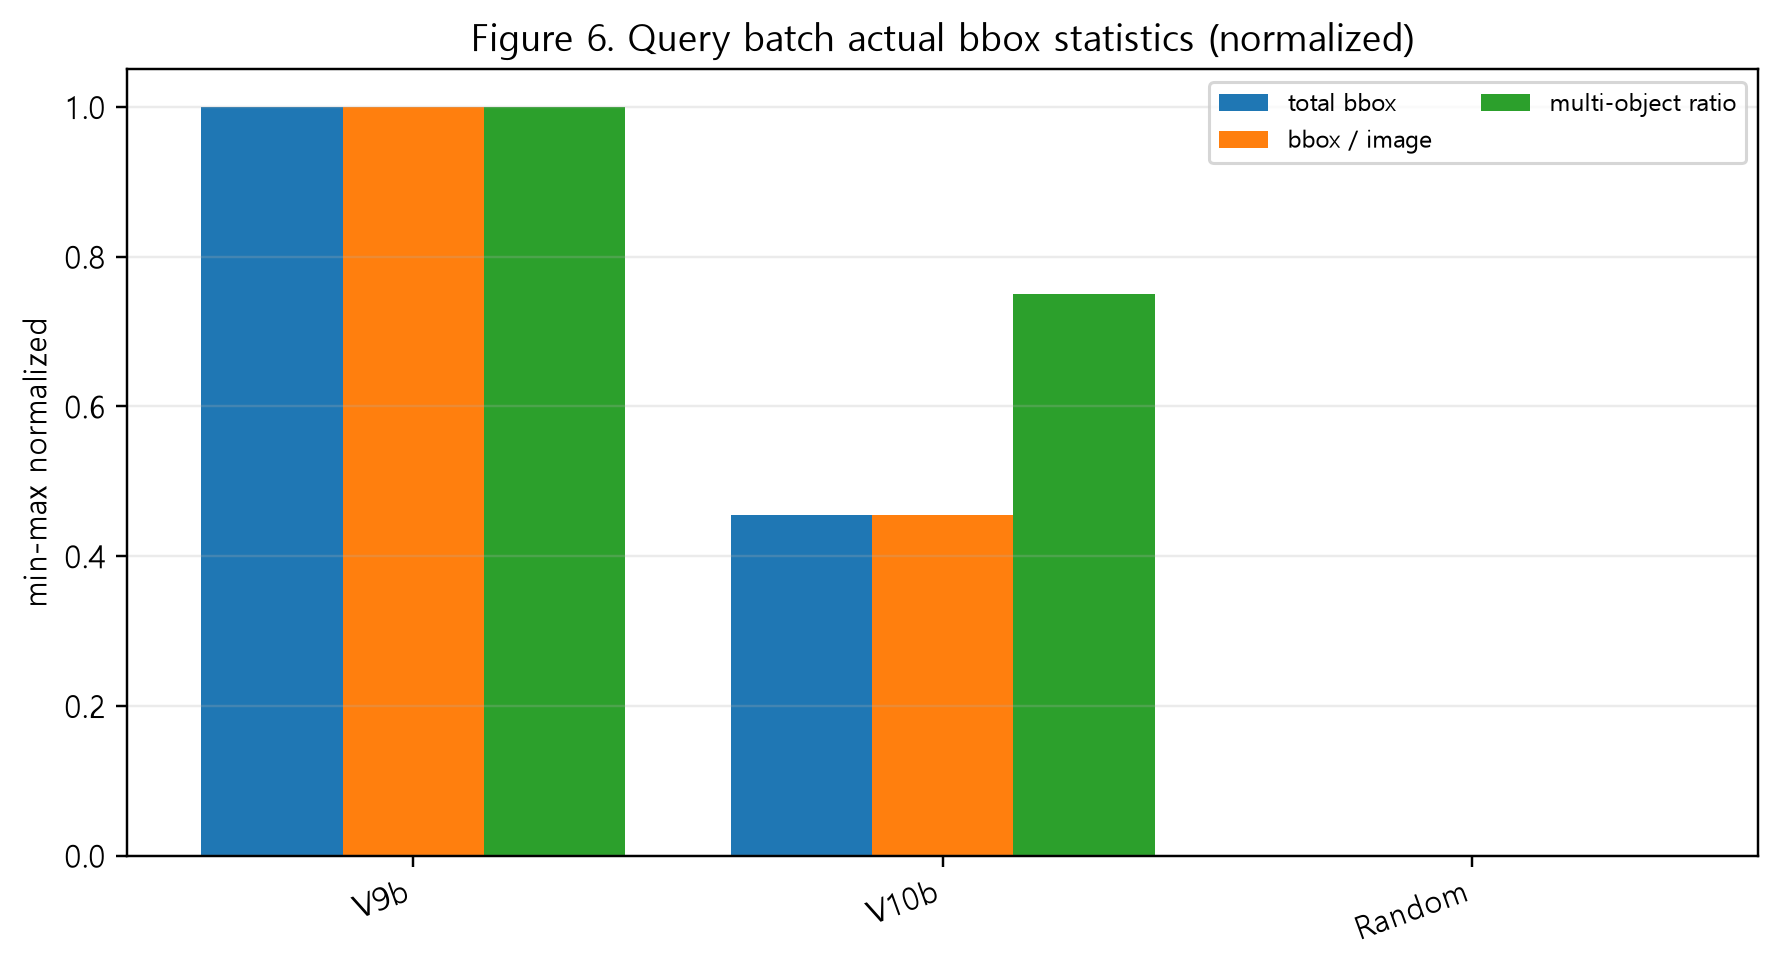 Figure 6. Query batch actual bbox statistics (normalized)
total bbox
bbox / image
multi-object ratio
min-max normalized
1.0
0.8
0.6
0.4
0.2
0.0
V9b
V10b
Random